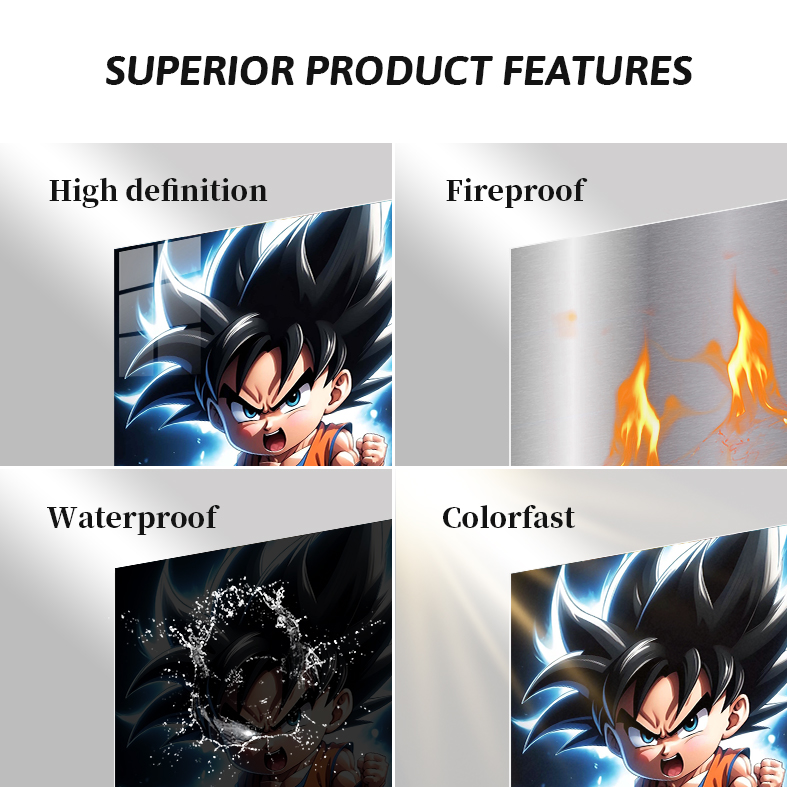 SUPERIOR PRODUCT FEATURES
High definition
Fireproof
Waterproof
Colorfast